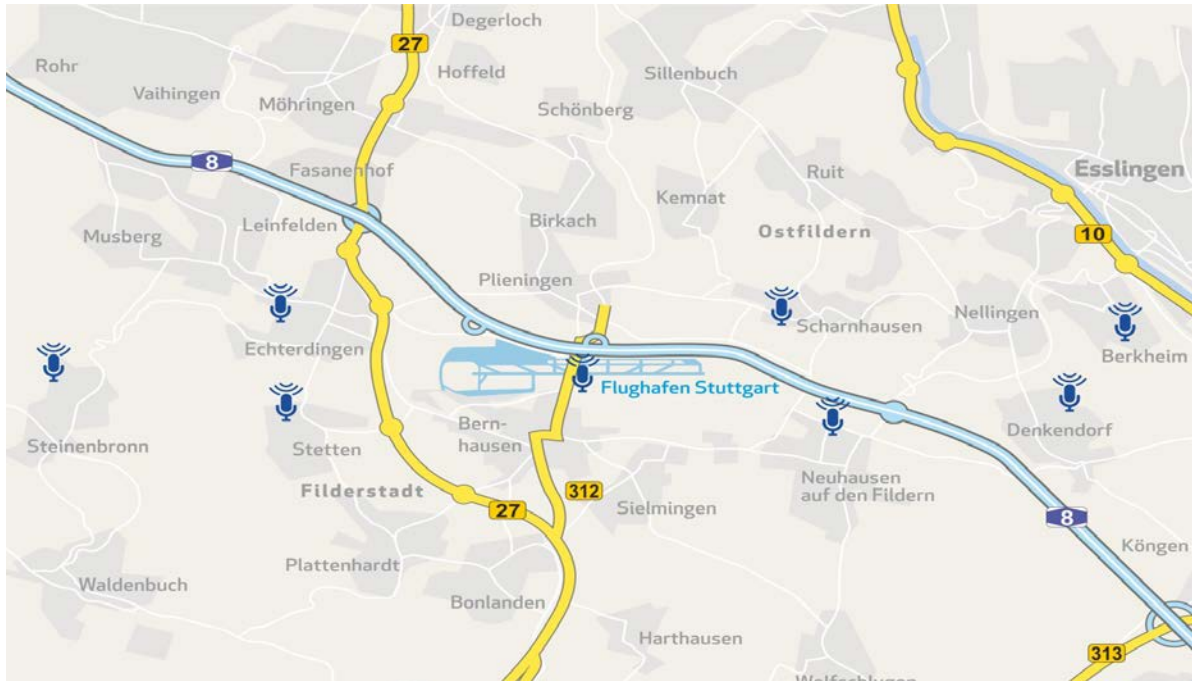 Degerloch
27
Rohr
Hoffeld
Sillenbuch
Vaihingen
Möhringen
Schönberg
8
Fasanenhof
Ruit
Esslingen
Kemnat
Leinfelden
Birkach
Musberg
Ostfildern
10
Plieningen
Nellingen
Scharnhausen
Echterdingen
Berkheim
Flughafen Stuttgart
Steinenbronn
Stetten
Bern-
hausen
Denkendorf
Neuhausen
auf den Fildern
Filderstadt
312
27
Sielmingen
8
Köngen
Plattenhardt
Waldenbuch
Bonlanden
Harthausen
313